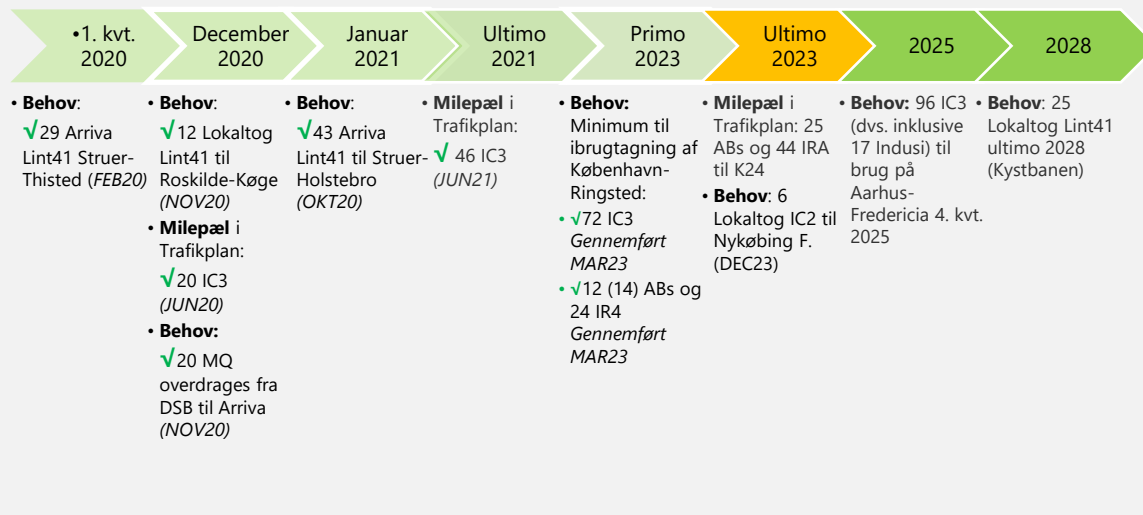 •1. kvt.
2020
December
2020
Januar
2021
Ultimo
2021
Primo
2023
Ultimo
2023
2025
2028
• Behov:
√29 Arriva
Lint41 Struer-
Thisted (FEB20)
• Behov:
√12 Lokaltog
Lint41 til
Roskilde-Køge
(NOV20)
• Milepæl i
Trafikplan:
√20 IC3
(JUN20)
• Behov:
√20 MQ
overdrages fra
DSB til Arriva
(NOV20)
• Behov:
√43 Arriva
Lint41 til Struer-
Holstebro
(OKT20)
• Milepæl i
Trafikplan:
√ 46 IC3
(JUN21)
• Behov:
Minimum til
ibrugtagning af
København-
Ringsted:
• √72 IC3
Gennemført
MAR23
• √12 (14) ABs og
24 IR4
Gennemført
MAR23
• Milepæl i
Trafikplan: 25
ABs og 44 IRA
til K24
• Behov: 6
Lokaltog IC2 til
Nykøbing F.
(DEC23)
• Behov: 96 IC3
(dvs. inklusive
17 Indusi) til
brug på
Aarhus-
Fredericia 4. kvt.
2025
• Behov: 25
Lokaltog Lint41
ultimo 2028
(Kystbanen)